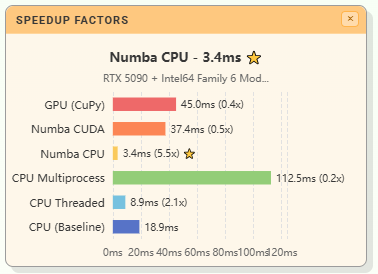 SPEEDUP FACTORS
Numba CPU - 3.4ms
RTX 5090 + Intel64 Family 6 Mod...
GPU (CuPy) 45.0ms (0.4x)
Numba CUDA 37.4ms (0.5x)
Numba CPU 3.4ms (5.5x)
CPU Multiprocess 112.5ms (0.2x)
CPU Threaded 8.9ms (2.1x)
CPU (Baseline) 18.9ms
0ms 20ms 40ms 60ms 80ms 100ms 120ms